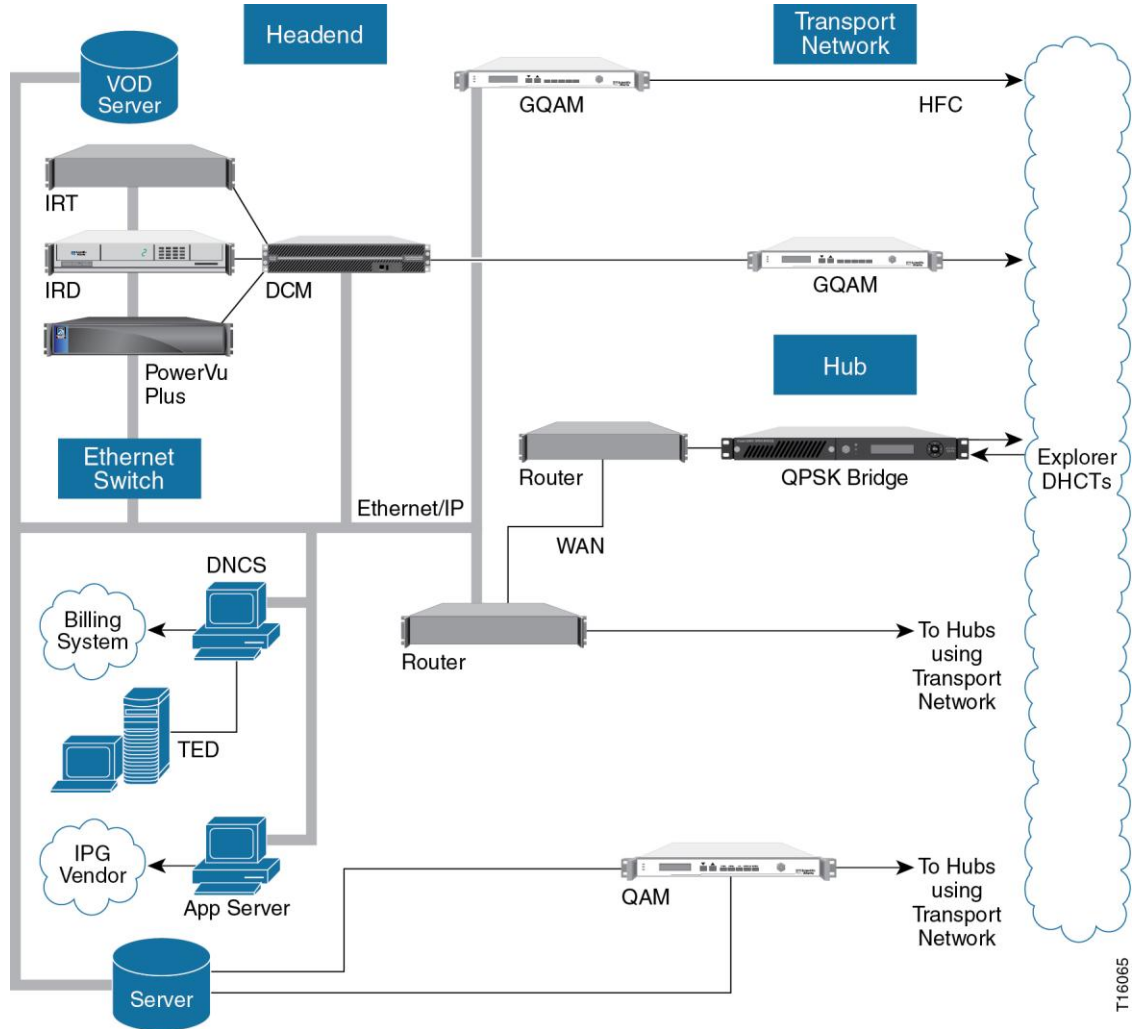 Headend
Transport
Network
VOD
Server
GQAM
HFC
IRT
IRD
DCM
GQAM
PowerVu
Plus
Hub
Ethernet
Switch
Router
QPSK Bridge
Explorer
DHCTs
Ethernet/IP
WAN
DNCS
Billing
System
Router
To Hubs
using
Transport
Network
TED
IPG
Vendor
App Server
QAM
To Hubs
using
Transport
Network
Server
T16065